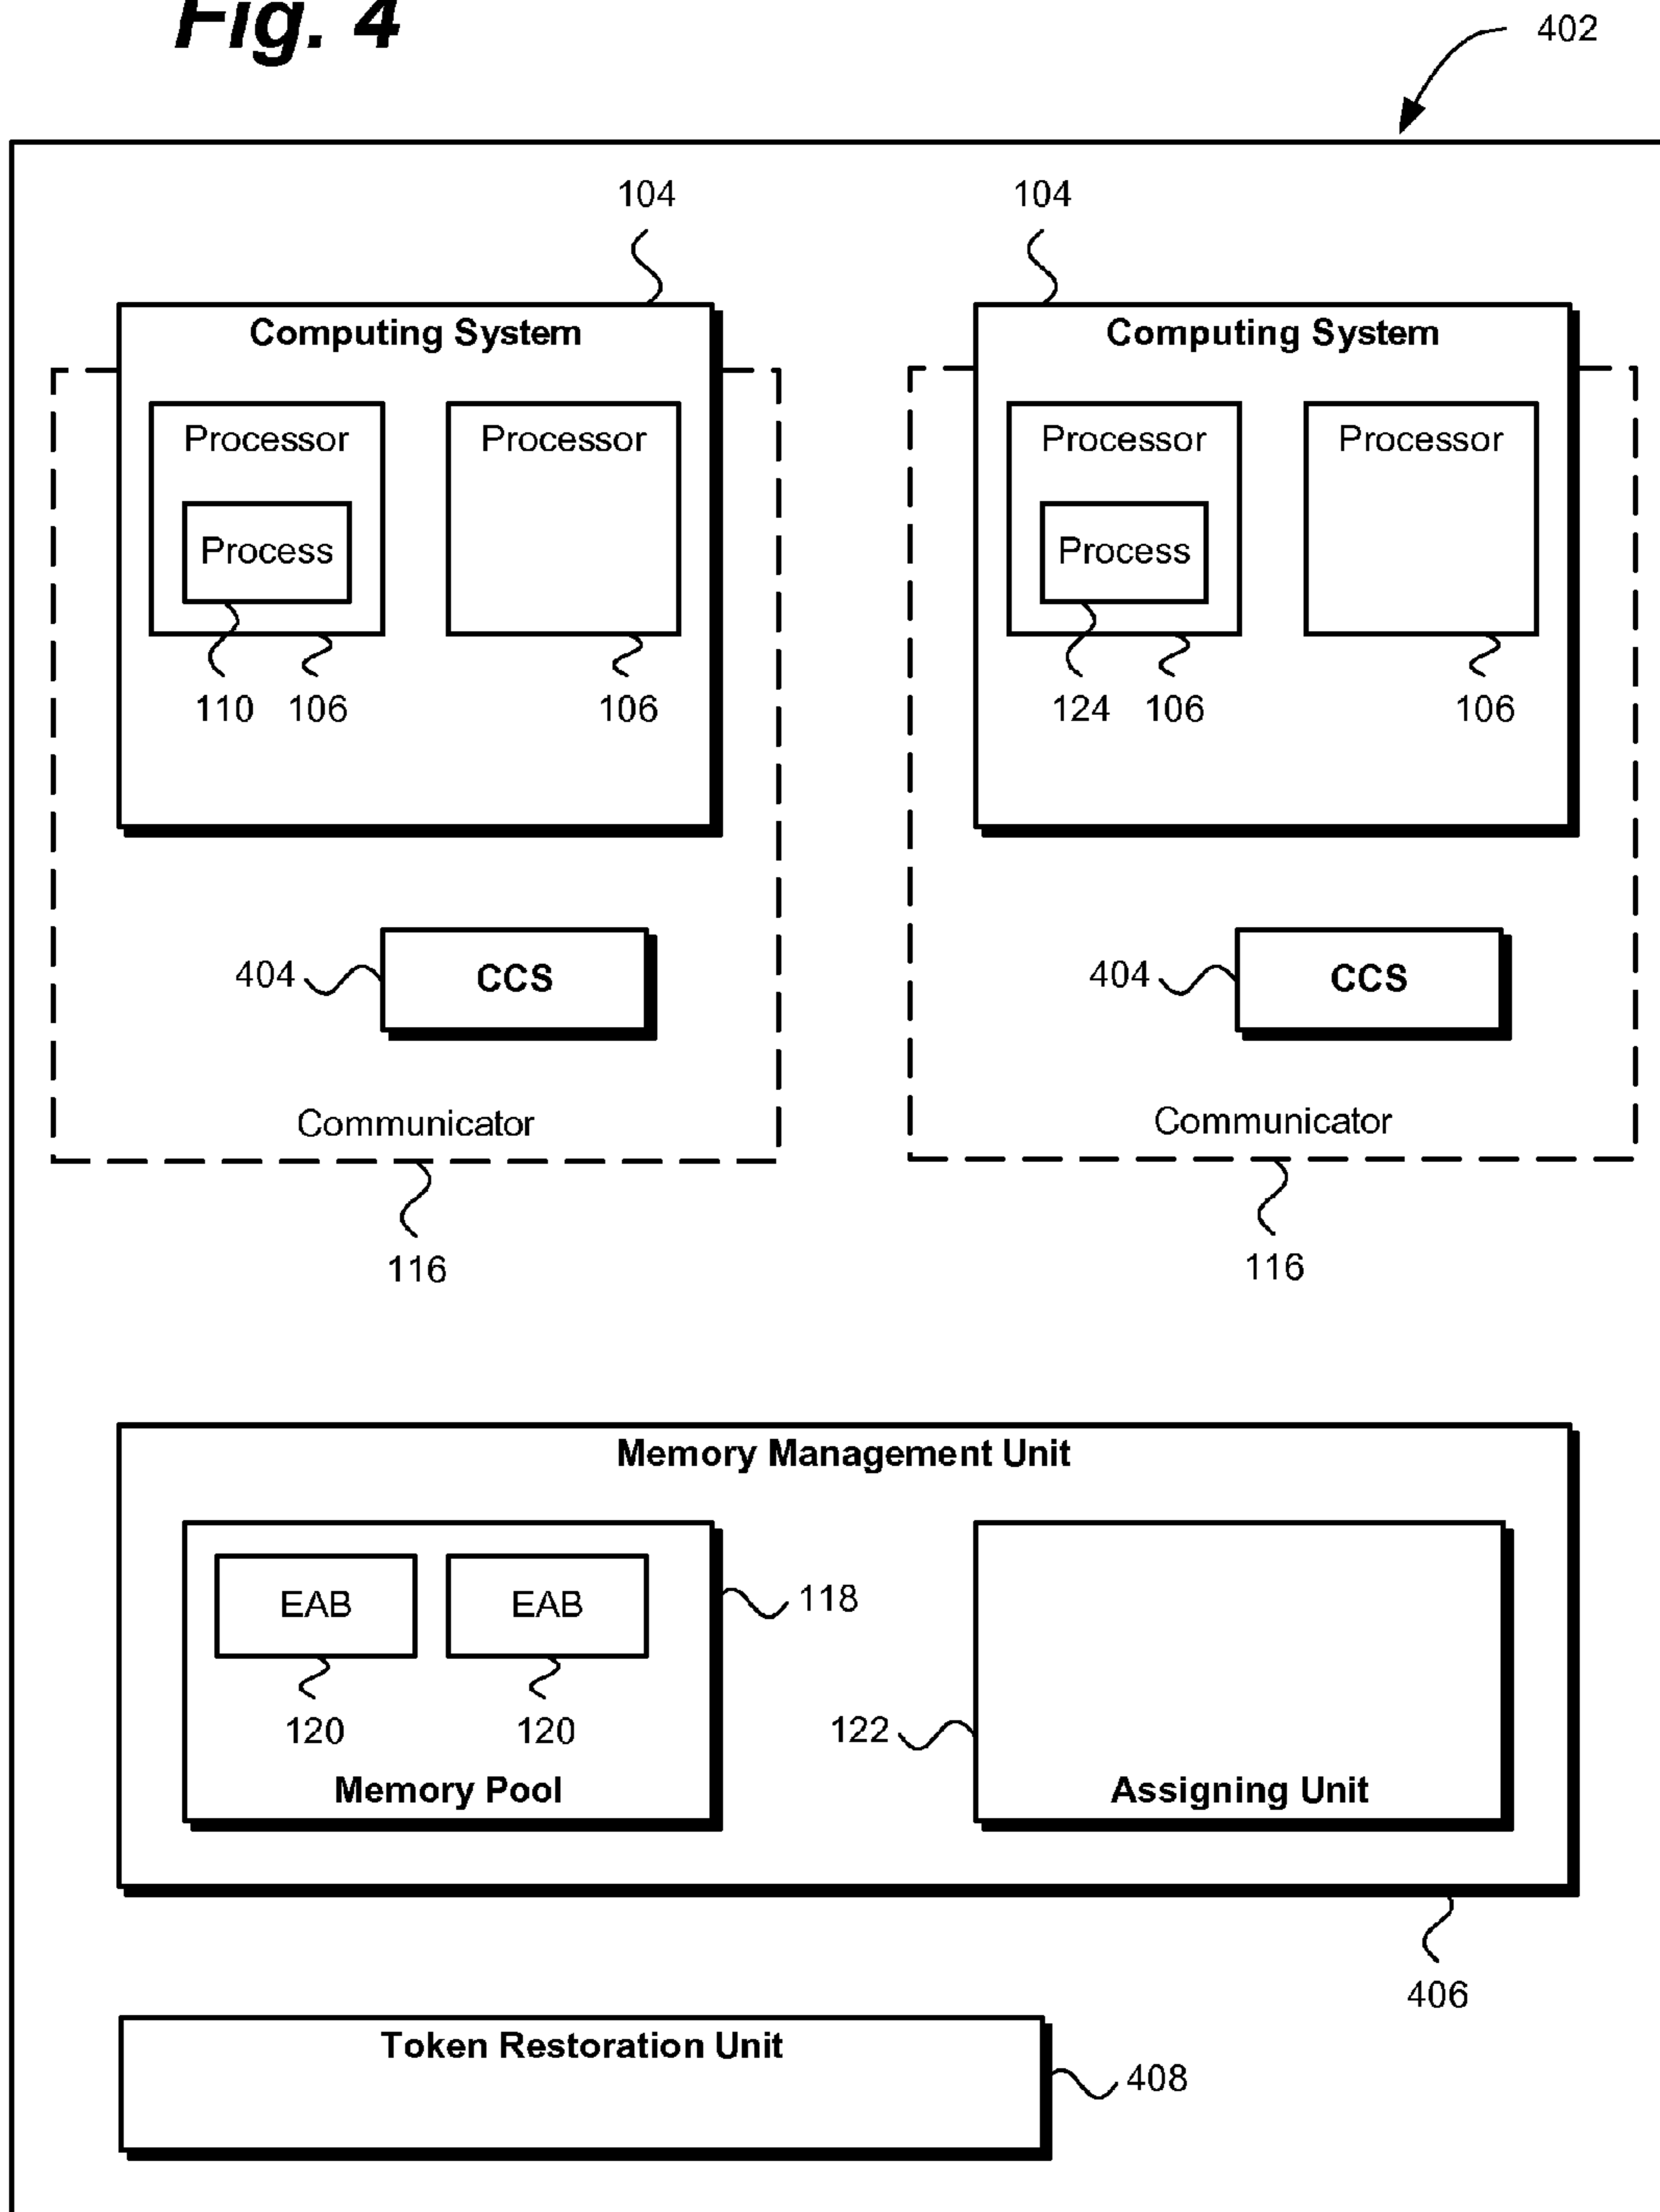 Fig. 4
402
104 104
Computing System Computing System
Processor Processor Processor Processor
Process Process
110 106 106 124 106 106
404 CCS 404 CCS
Communicator Communicator
116 116
Memory Management Unit
EAB EAB 118
120 120 122
Memory Pool Assigning Unit
406
Token Restoration Unit
408